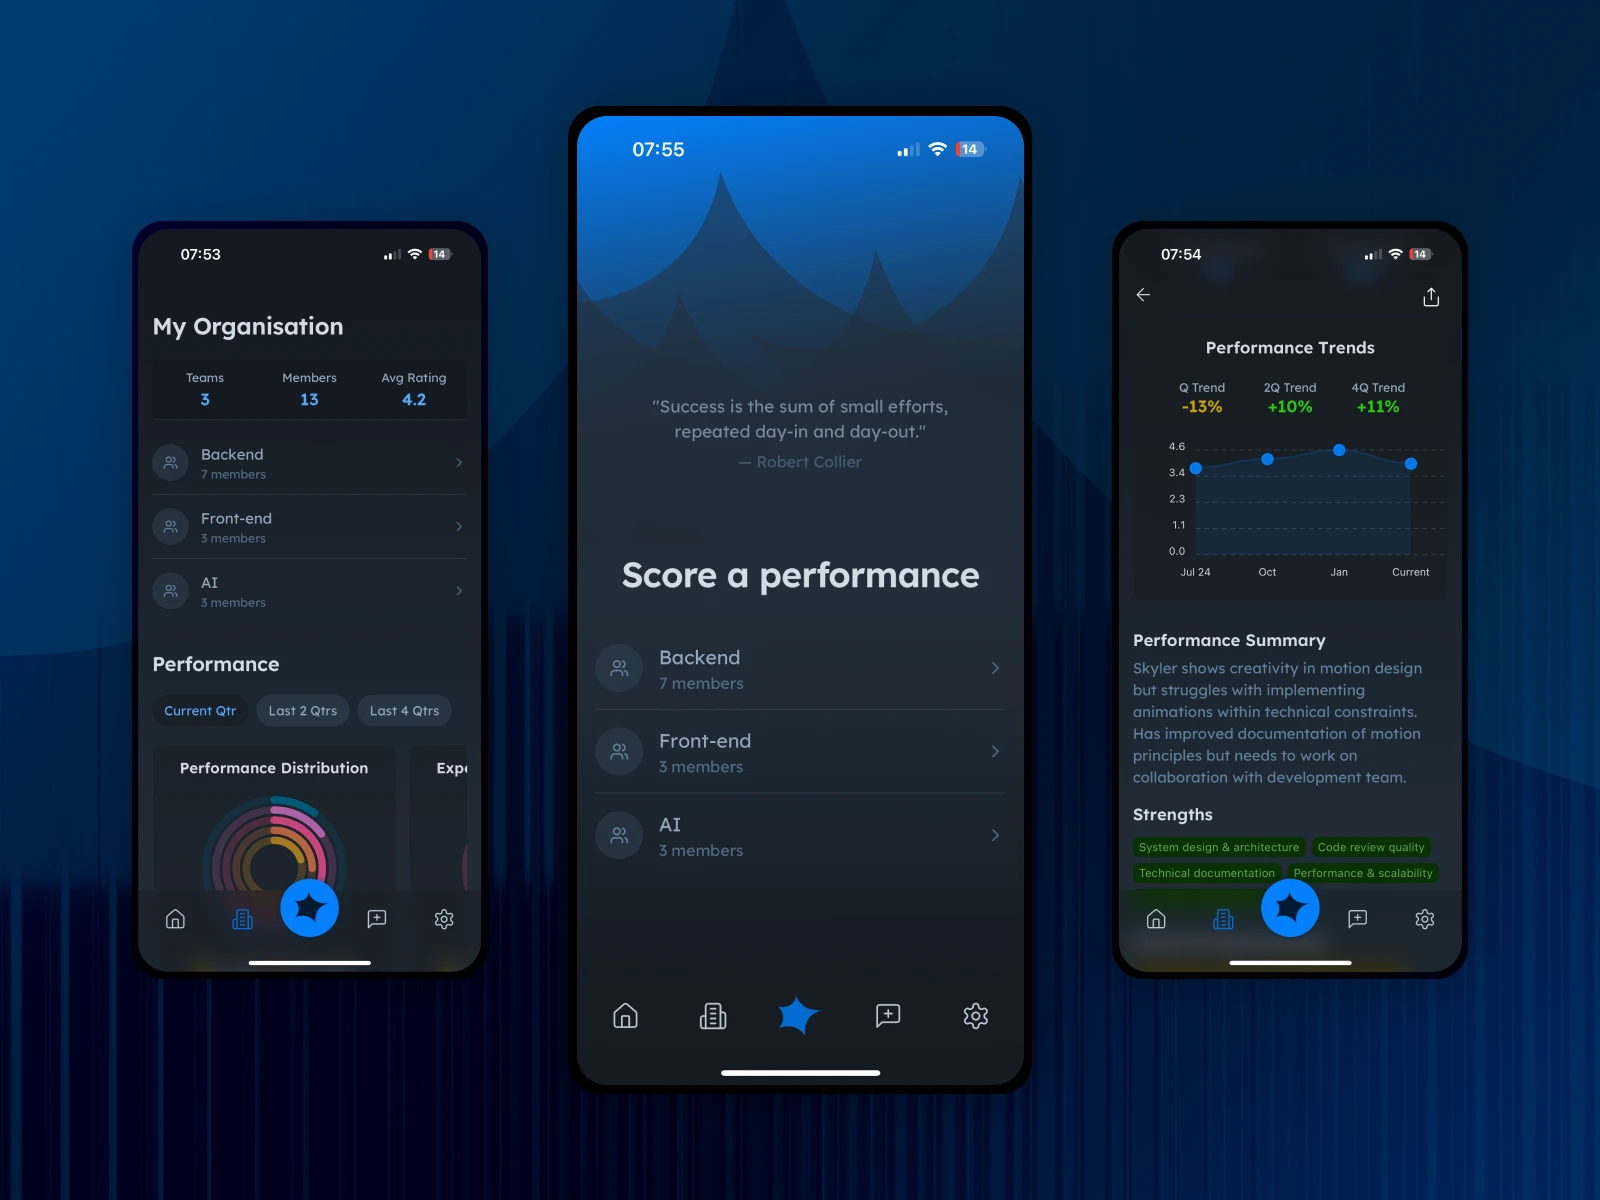 07:53
14
My Organisation
Teams
Members
Avg Rating
3
13
4.2
Backend
7 members
Front-end
3 members
AI
3 members
Performance
Current Qtr
Last 2 Qtrs
Last 4 Qtrs
Performance Distribution
07:55
14
"Success is the sum of small efforts,
repeated day-in and day-out."
— Robert Collier
Score a performance
Backend
7 members
Front-end
3 members
AI
3 members
07:54
14
Performance Trends
Q Trend
2Q Trend
4Q Trend
-13%
+10%
+11%
4.6
3.4
2.3
1.1
0.0
Jul 24
Oct
Jan
Current
Performance Summary
Skyler shows creativity in motion design
but struggles with implementing
animations within technical constraints.
Has improved documentation of motion
principles but needs to work on
collaboration with development team.
Strengths
System design & architecture
Code review quality
Technical documentation
Performance & scalability